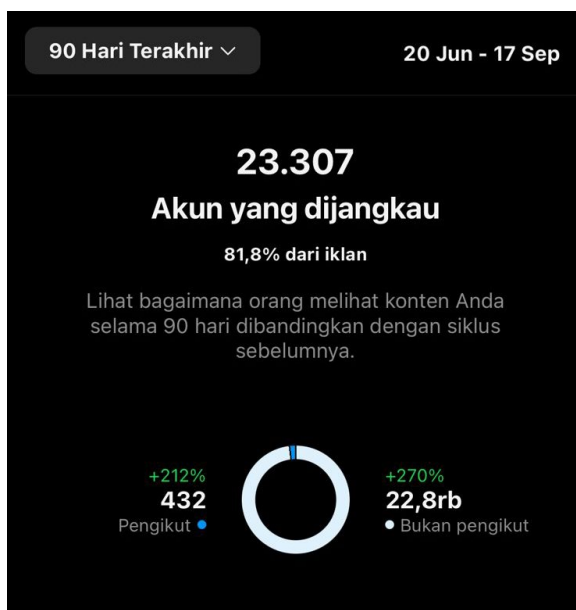 90 Hari Terakhir
20 Jun - 17 Sep
23.307
Akun yang dijangkau
81,8% dari iklan
Lihat bagaimana orang melihat konten Anda
selama 90 hari dibandingkan dengan siklus
sebelumnya.
+212%
432
Pengikut
+270%
22,8rb
Bukan pengikut